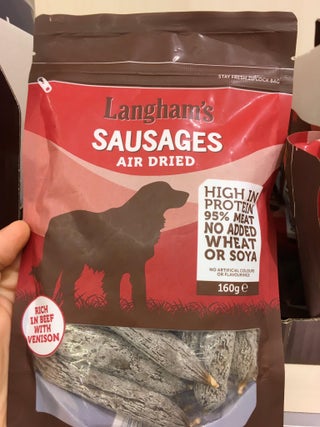 STAY FRESH ZIPLOCK BAG
Langham's
SAUSAGES
AIR DRIED
HIGH IN
PROTEIN
95% MEAT
NO ADDED
WHEAT
OR SOYA
NO ARTIFICIAL COLOURS
OR FLAVOURINGS
160g e
RICH
IN BEEF
WITH
VENISON